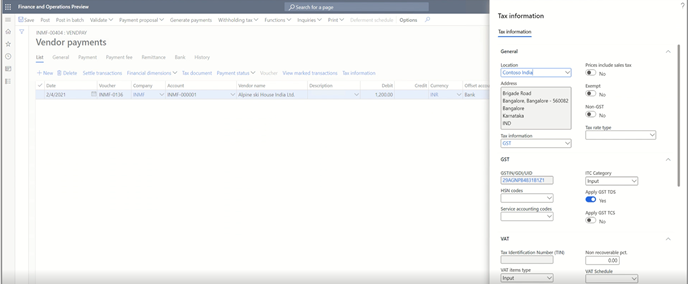 Finance and Operations Preview
Search for a page
?
Save Post Post in batch Validate Payment proposal Generate payments Withholding tax Functions Inquiries Print Settlement schedule Options
INMF-00404 : VENDPAY
Vendor payments
List General Payment Payment fee Remittance Bank History
+ New Delete Settle transactions Financial dimensions Tax document Payment status Voucher View marked transactions Tax information
Date Voucher Company Account Vendor name Description Debit Credit Currency Offset accou
2/4/2021 INMF-0136 INMF INMF-000001 Alpine ski House India Ltd. 1,200.00 INR Bank
Tax information
Tax information
General
Location
Contoso India
Address
Brigade Road
Bangalore, Bangalore - 560082
Bangalore
Karnataka
IND
Tax information
GST
Prices include sales tax
No
Exempt
No
Non-GST
No
Tax rate type
GST
GSTIN/GDI/UID
HSN codes
Service accounting codes
ITC Category
Input
Apply GST TDS
Yes
Apply GST TCS
No
VAT
Tax Identification Number (TIN)
VAT items type
Input
Non recoverable prct.
0.00
VAT Schedule